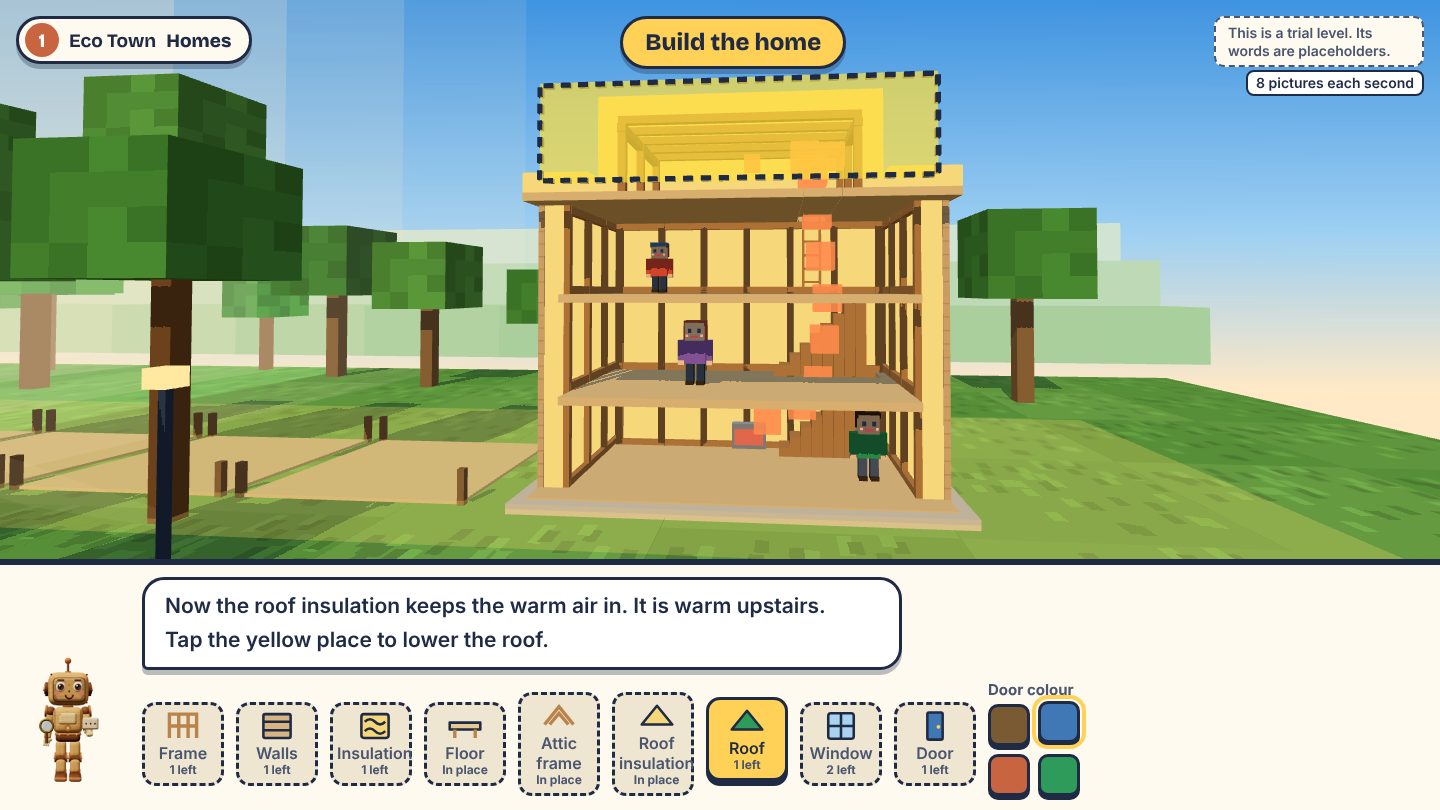 1 Eco Town Homes
Build the home
This is a trial level. Its
words are placeholders.
8 pictures each second
Now the roof insulation keeps the warm air in. It is warm upstairs.
Tap the yellow place to lower the roof.
Door colour
Frame
1 left
Walls
1 left
Insulation
1 left
Floor
In place
Attic
frame
In place
Roof
insulation
In place
Roof
1 left
Window
2 left
Door
1 left